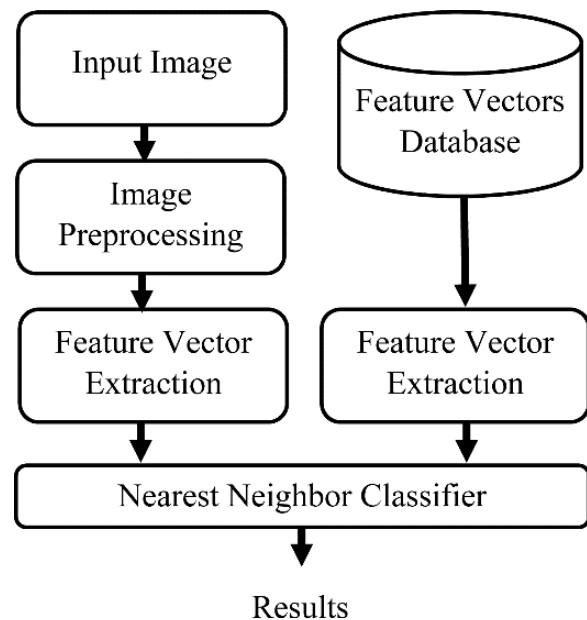 Input Image
Feature Vectors
Database
Image
Preprocessing
Feature Vector
Extraction
Feature Vector
Extraction
Nearest Neighbor Classifier
Results